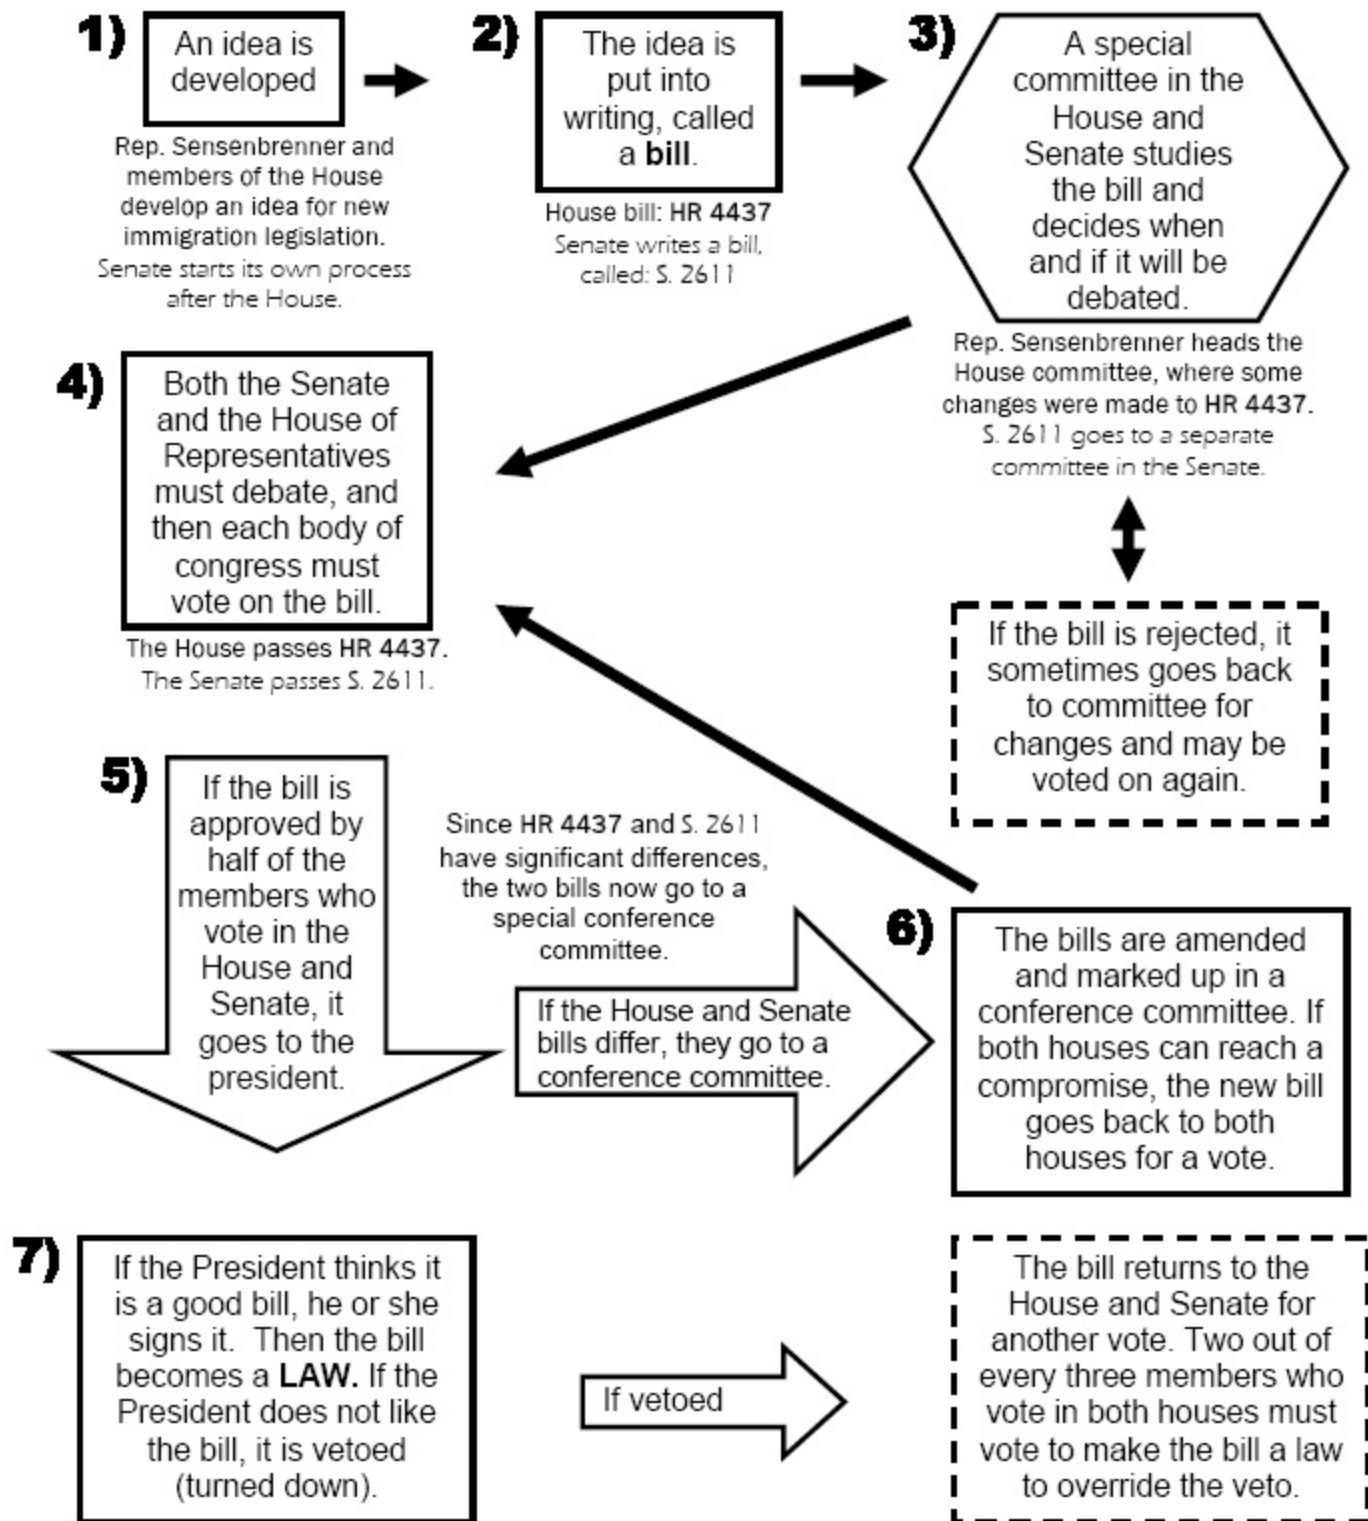 1)
An idea is
developed
Rep. Sensenbrenner and
members of the House
develop an idea for new
immigration legislation.
Senate starts its own process
after the House.
2)
The idea is
put into
writing, called
a bill.
House bill: HR 4437
Senate writes a bill,
called: S. 2611
3)
A special
committee in the
House and
Senate studies
the bill and
decides when
and if it will be
debated.
Rep. Sensenbrenner heads the
House committee, where some
changes were made to HR 4437.
S. 2611 goes to a separate
committee in the Senate.
If the bill is rejected, it
sometimes goes back
to committee for
changes and may be
voted on again.
4)
Both the Senate
and the House of
Representatives
must debate, and
then each body of
congress must
vote on the bill.
The House passes HR 4437.
The Senate passes S. 2611.
5)
If the bill is
approved by
half of the
members who
vote in the
House and
Senate, it
goes to the
president.
Since HR 4437 and S. 2611
have significant differences,
the two bills now go to a
special conference
committee.
If the House and Senate
bills differ, they go to a
conference committee.
6)
The bills are amended
and marked up in a
conference committee. If
both houses can reach a
compromise, the new bill
goes back to both
houses for a vote.
7)
If the President thinks it
is a good bill, he or she
signs it. Then the bill
becomes a LAW. If the
President does not like
the bill, it is vetoed
(turned down).
If vetoed
The bill returns to the
House and Senate for
another vote. Two out of
every three members who
vote in both houses must
vote to make the bill a law
to override the veto.